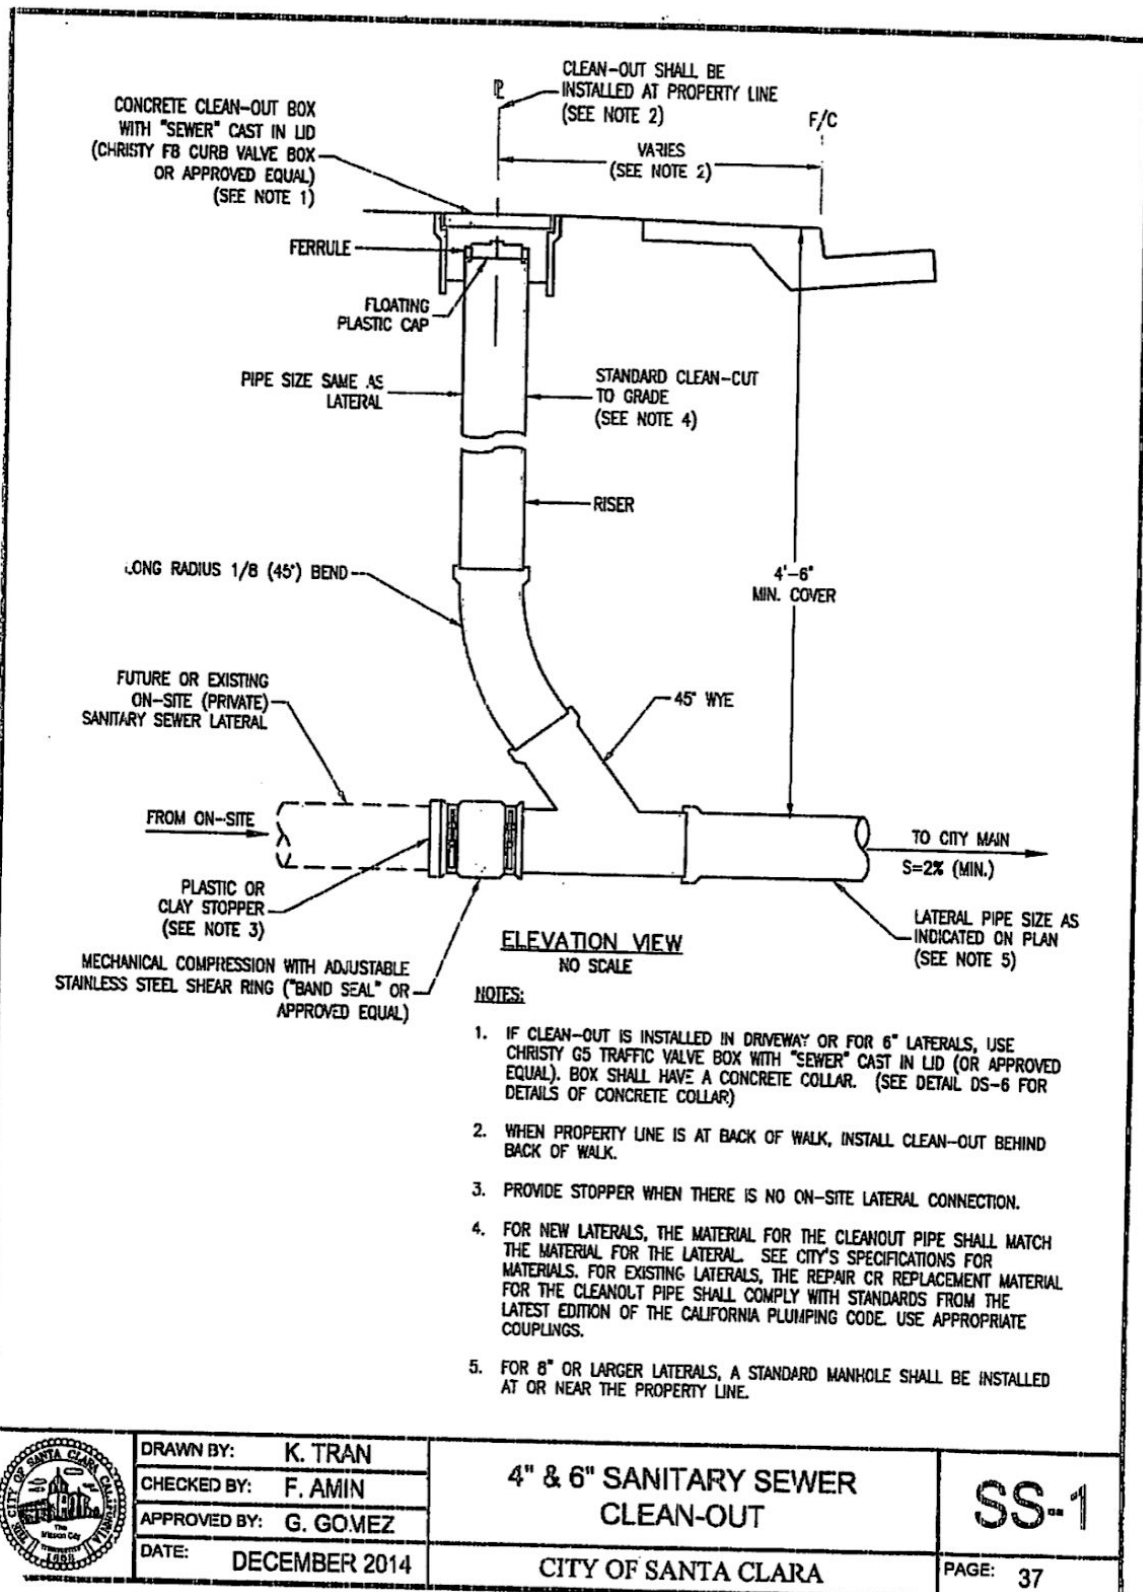 CLEAN-OUT SHALL BE
INSTALLED AT PROPERTY LINE
(SEE NOTE 2)
F/C
CONCRETE CLEAN-OUT BOX
WITH "SEWER" CAST IN LID
(CHRISTY F8 CURB VALVE BOX
OR APPROVED EQUAL)
(SEE NOTE 1)
VARIES
(SEE NOTE 2)
FERRULE
FLOATING
PLASTIC CAP
PIPE SIZE SAME AS
LATERAL
STANDARD CLEAN-CUT
TO GRADE
(SEE NOTE 4)
RISER
LONG RADIUS 1/8 (45°) BEND
4'-6"
MIN. COVER
FUTURE OR EXISTING
ON-SITE (PRIVATE)
SANITARY SEWER LATERAL
45° WYE
FROM ON-SITE
TO CITY MAIN
S=2% (MIN.)
PLASTIC OR
CLAY STOPPER
(SEE NOTE 3)
LATERAL PIPE SIZE AS
INDICATED ON PLAN
(SEE NOTE 5)
MECHANICAL COMPRESSION WITH ADJUSTABLE
STAINLESS STEEL SHEAR RING ("BAND SEAL" OR
APPROVED EQUAL)
ELEVATION VIEW
NO SCALE
NOTES:
1. IF CLEAN-OUT IS INSTALLED IN DRIVEWAY OR FOR 6" LATERALS, USE
CHRISTY G5 TRAFFIC VALVE BOX WITH "SEWER" CAST IN LID (OR APPROVED
EQUAL). BOX SHALL HAVE A CONCRETE COLLAR. (SEE DETAIL DS-6 FOR
DETAILS OF CONCRETE COLLAR)
2. WHEN PROPERTY LINE IS AT BACK OF WALK, INSTALL CLEAN-OUT BEHIND
BACK OF WALK.
3. PROVIDE STOPPER WHEN THERE IS NO ON-SITE LATERAL CONNECTION.
4. FOR NEW LATERALS, THE MATERIAL FOR THE CLEANOUT PIPE SHALL MATCH
THE MATERIAL FOR THE LATERAL. SEE CITY'S SPECIFICATIONS FOR
MATERIALS. FOR EXISTING LATERALS, THE REPAIR CR REPLACEMENT MATERIAL
FOR THE CLEANOUT PIPE SHALL COMPLY WITH STANDARDS FROM THE
LATEST EDITION OF THE CALIFORNIA PLUMPING CODE. USE APPROPRIATE
COUPLINGS.
5. FOR 8" OR LARGER LATERALS, A STANDARD MANHOLE SHALL BE INSTALLED
AT OR NEAR THE PROPERTY LINE.
DRAWN BY: K. TRAN
CHECKED BY: F. AMIN
APPROVED BY: G. GOMEZ
DATE: DECEMBER 2014
4" & 6" SANITARY SEWER
CLEAN-OUT
CITY OF SANTA CLARA
SS-1
PAGE: 37
THE CITY OF SANTA CLARA CALIFORNIA
The
Mission City